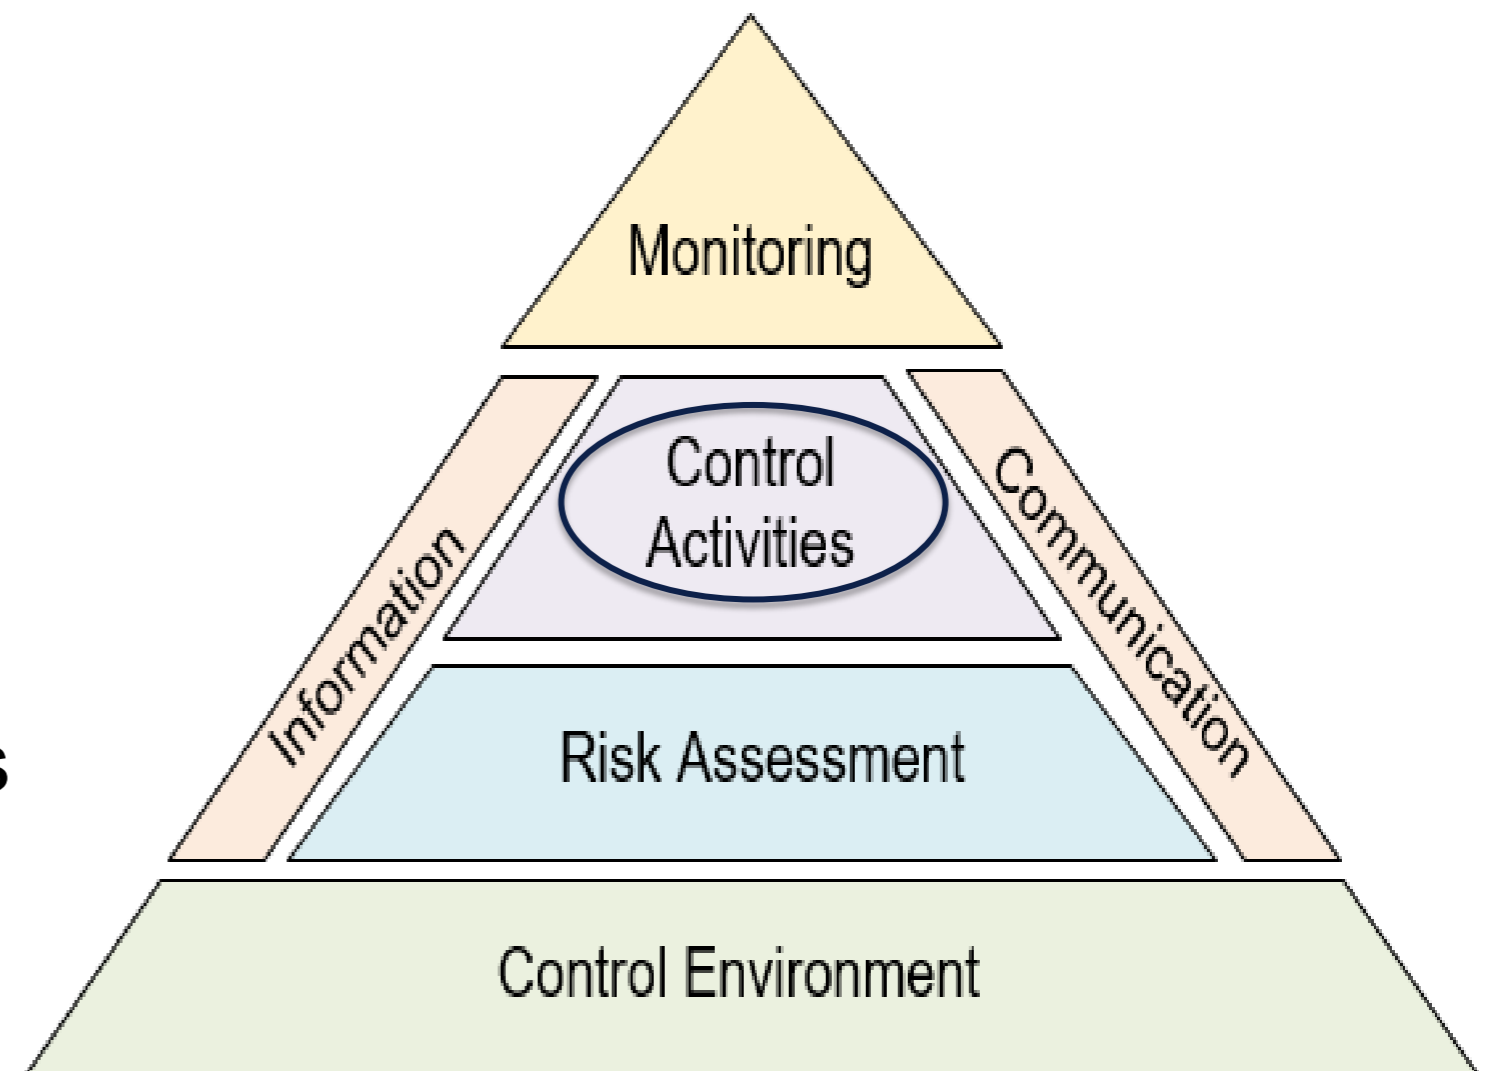 Monitoring
Control
Activities
Information
Communication
Risk Assessment
s
Control Environment